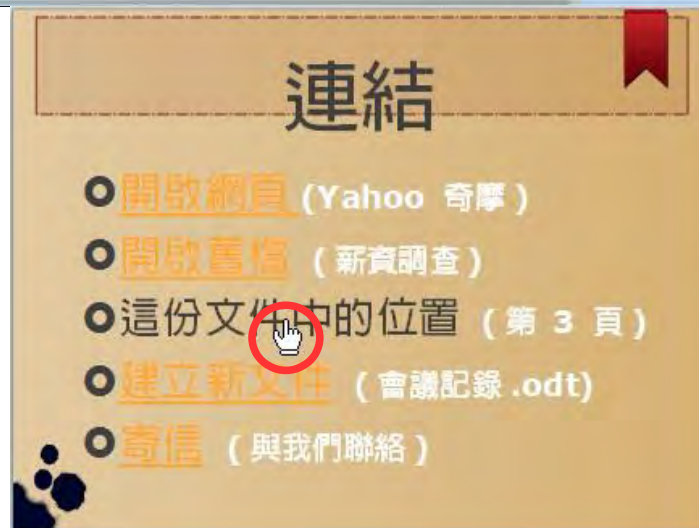 連結
開啟網頁 (Yahoo 奇摩)
開啟舊檔 (薪資調查)
這份文件中的位置 (第 3 頁)
建立新文件 (會議記錄.odt)
寄信 (與我們聯絡)